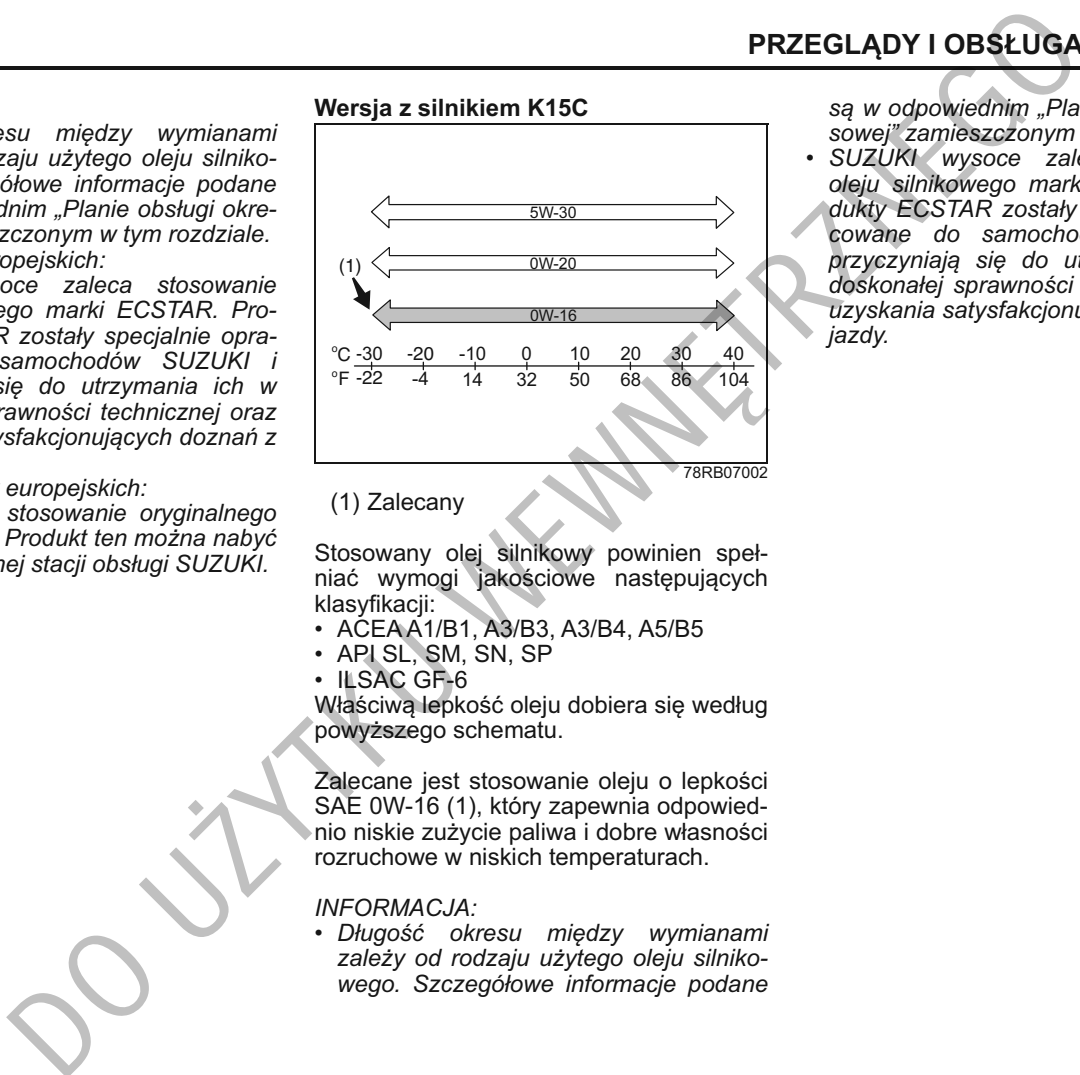 PRZEGLĄDY I OBSŁUGA
esu między wymianami
zaju użytego oleju silniko-
gółowe informacje podane
dnim „Planie obsługi okre-
szczonym w tym rozdziale.
ropejskich:
oce zaleca stosowanie
ego marki ECSTAR. Pro-
R zostały specjalnie opra-
samochodów SUZUKI i
się do utrzymania ich w
rawności technicznej oraz
ysfakcjonujących doznań z
europejskich:
stosowanie oryginalnego
Produkt ten można nabyć
nej stacji obsługi SUZUKI.
Wersja z silnikiem K15C
5W-30
0W-20
(1)
0W-16
°C -30 -20 -10 0 10 20 30 40
°F -22 -4 14 32 50 68 86 104
78RB07002
(1) Zalecany
Stosowany olej silnikowy powinien speł-
niać wymogi jakościowe następujących
klasyfikacji:
• ACEA A1/B1, A3/B3, A3/B4, A5/B5
• API SL, SM, SN, SP
• ILSAC GF-6
Właściwą lepkość oleju dobiera się według
powyższego schematu.
Zalecane jest stosowanie oleju o lepkości
SAE 0W-16 (1), który zapewnia odpowied-
nio niskie zużycie paliwa i dobre własności
rozruchowe w niskich temperaturach.
INFORMACJA:
• Długość okresu między wymianami
zależy od rodzaju użytego oleju silniko-
wego. Szczegółowe informacje podane
są w odpowiednim „Pla
sowej” zamieszczonym
• SUZUKI wysoce zale
oleju silnikowego mark
dukty ECSTAR zostały
cowane do samocho
przyczyniają się do ut
doskonałej sprawności
uzyskania satysfakcjonu
jazdy.
DO UŻYTKU WEWNĘTRZNEGO